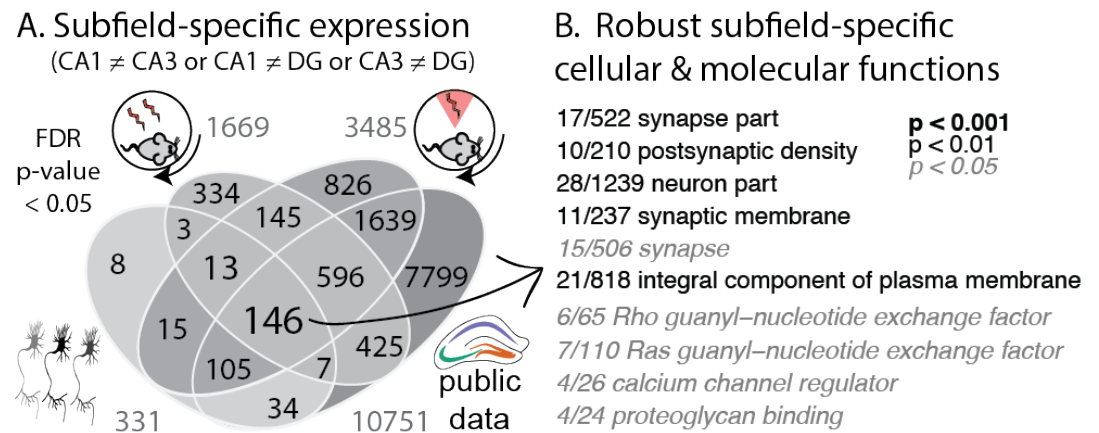 A. Subfield-specific expression
(CA1 ≠ CA3 or CA1 ≠ DG or CA3 ≠ DG)
FDR
p-value
< 0.05
1669
3485
334
826
3
145
1639
8
13
596
7799
15
146
105
7
425
34
331
10751
public
data
B. Robust subfield-specific
cellular & molecular functions
17/522 synapse part
10/210 postsynaptic density
28/1239 neuron part
11/237 synaptic membrane
15/506 synapse
21/818 integral component of plasma membrane
6/65 Rho guanyl–nucleotide exchange factor
7/110 Ras guanyl–nucleotide exchange factor
4/26 calcium channel regulator
4/24 proteoglycan binding
p < 0.001
p < 0.01
p < 0.05